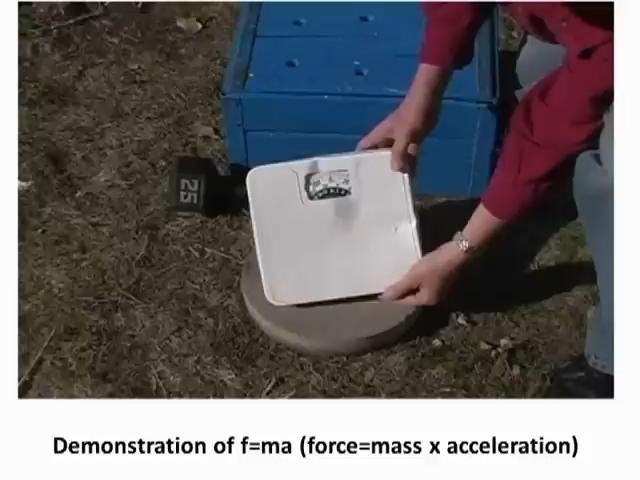 25
Demonstration of f=ma (force=mass x acceleration)